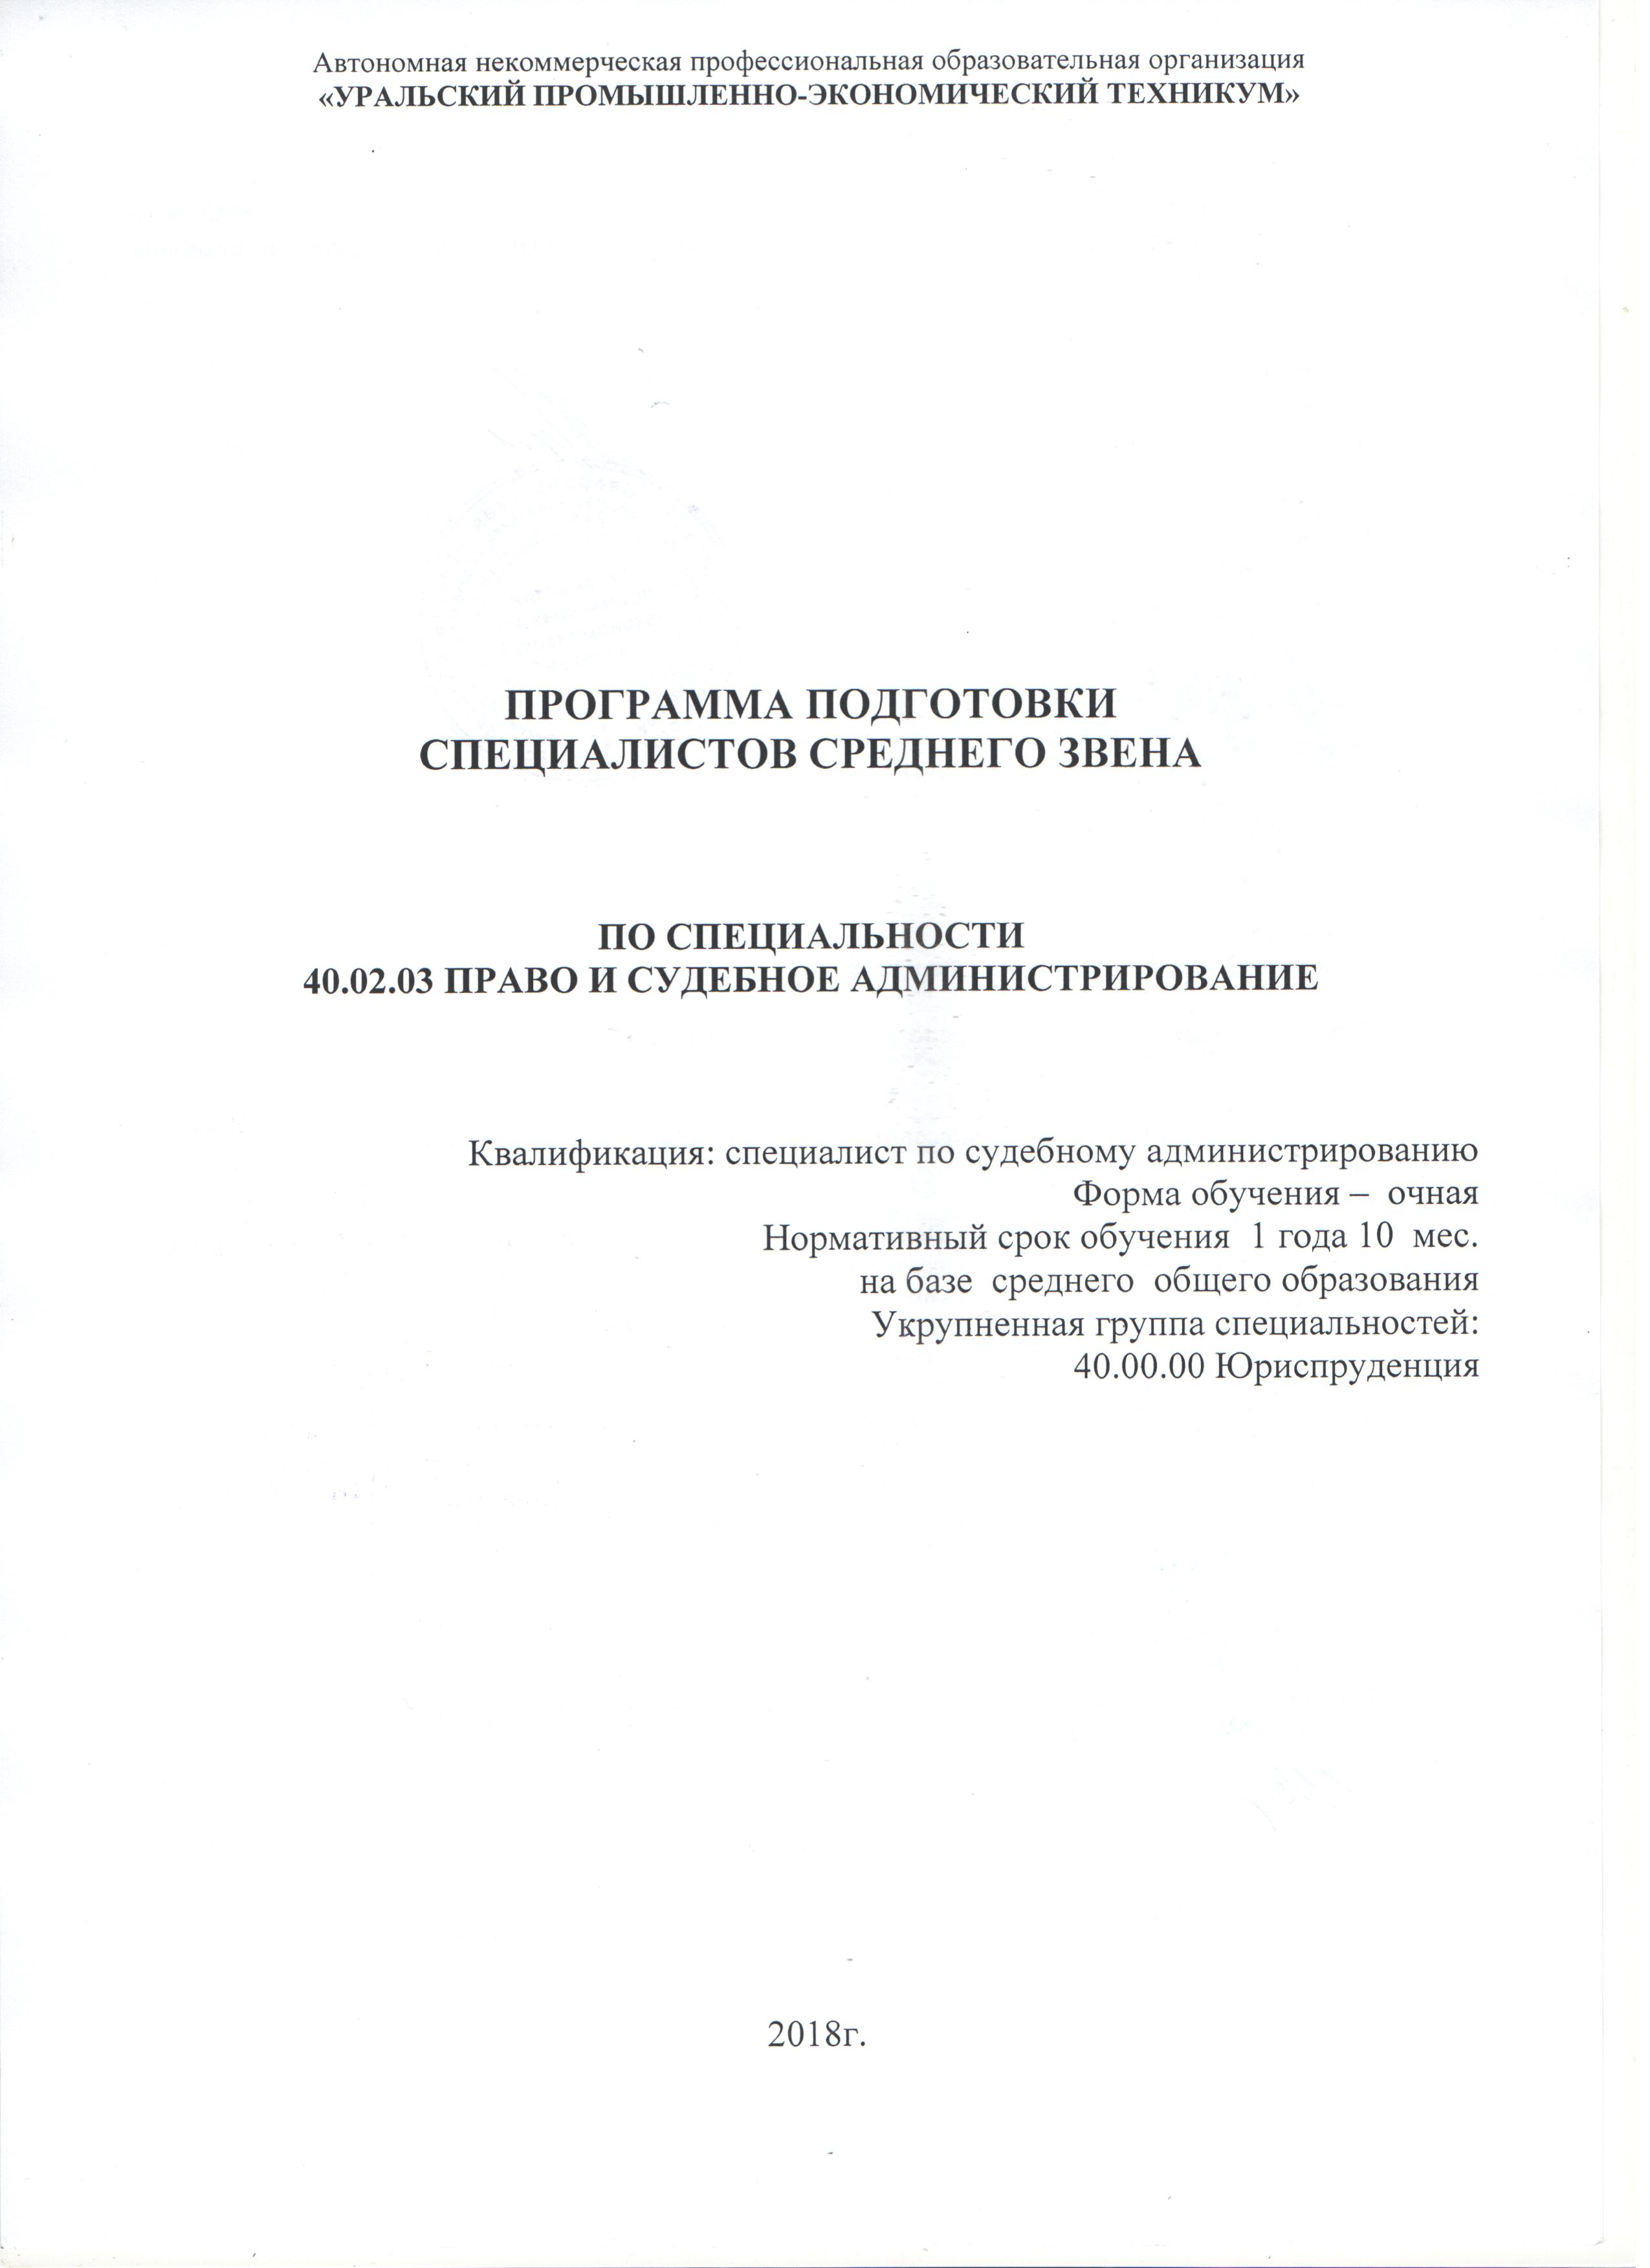 Автономная некоммерческая профессиональная образовательная организация
«УРАЛЬСКИЙ ПРОМЫШЛЕННО-ЭКОНОМИЧЕСКИЙ ТЕХНИКУМ»
ПРОГРАММА ПОДГОТОВКИ
СПЕЦИАЛИСТОВ СРЕДНЕГО ЗВЕНА
ПО СПЕЦИАЛЬНОСТИ
40.02.03 ПРАВО И СУДЕБНОЕ АДМИНИСТРИРОВАНИЕ
Квалификация: специалист по судебному администрированию
Форма обучения – очная
Нормативный срок обучения 1 года 10 мес.
на базе среднего общего образования
Укрупненная группа специальностей:
40.00.00 Юриспруденция
2018г.